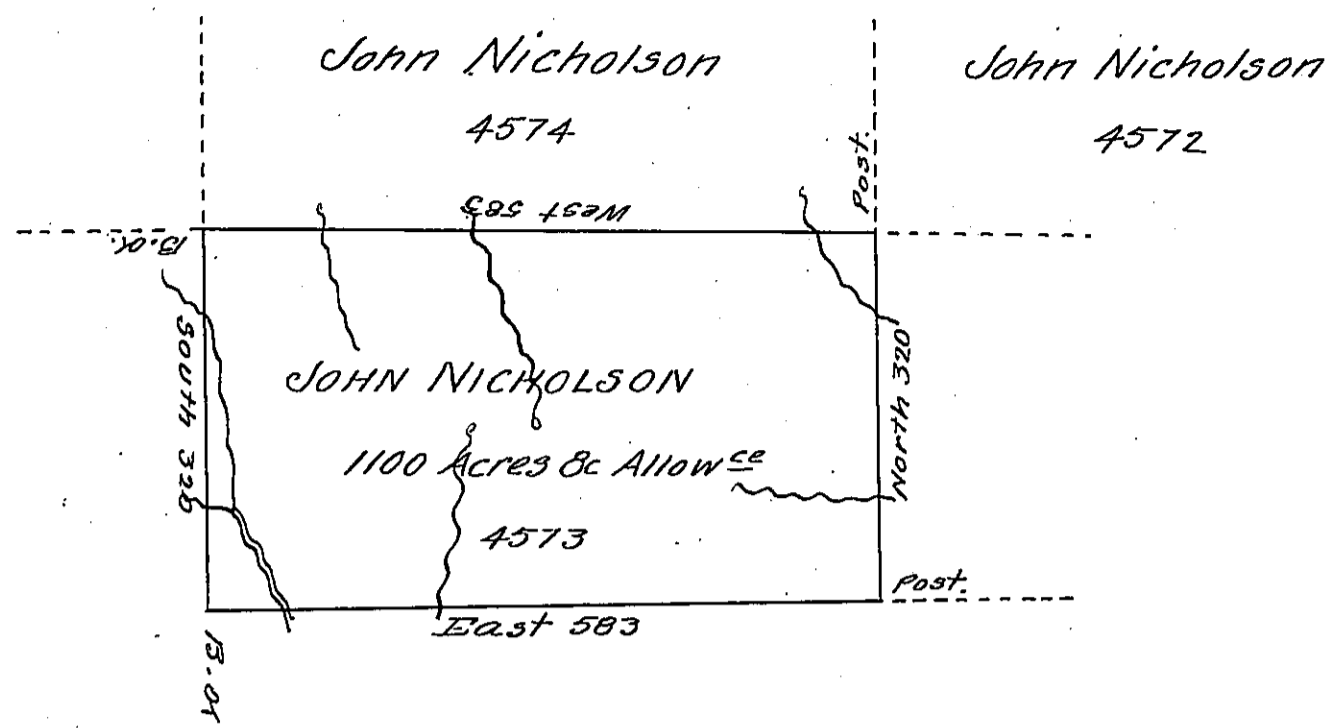 John Nicholson
4574
John Nicholson
4572
Post.
West 583
B.O.
South 320
JOHN NICHOLSON
1100 Acres &c Allowce
4573
North 320
Post.
East 583
B.O.